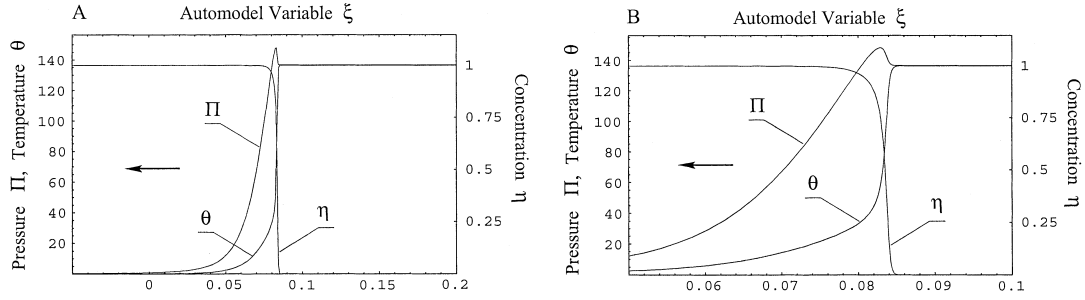 A
Automodel Variable ξ
Pressure Π, Temperature θ
140
120
100
80
60
40
20
0
0.05
0.1
0.15
0.2
1
0.75
0.5
0.25
Concentration η
Π
θ
η
B
Automodel Variable ξ
Pressure Π, Temperature θ
140
120
100
80
60
40
20
0.06
0.07
0.08
0.09
0.1
1
0.75
0.5
0.25
Concentration η
Π
θ
η